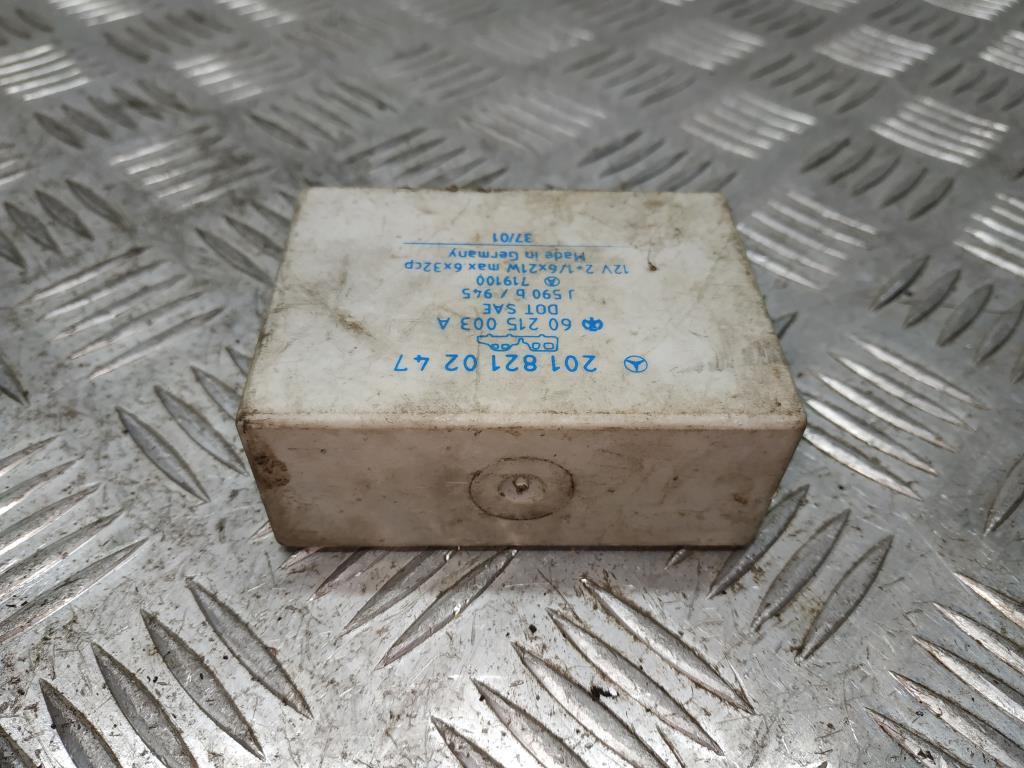 201 821 02 47
60 215 003 A
DOT SAE
J 590 b / 945
719100
12V 2+1/6x21W max 6x32cp
Made in Germany
37/01